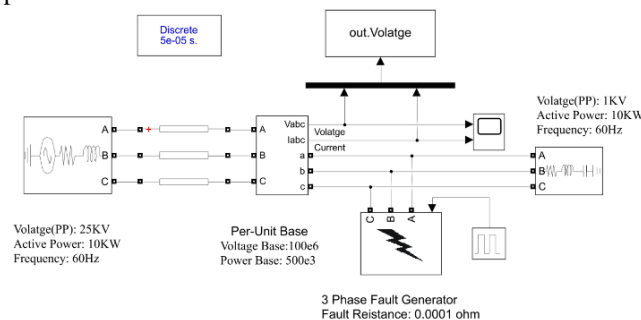 Discrete
5e-05 s.
out.Volatge
Volatge(PP): 1KV
Active Power: 10KW
Frequency: 60Hz
A
A
Vabc
Volatge
Iabc
Current
B
B
a
b
c
C
C
A
B
C
C
B
A
Volatge(PP): 25KV
Active Power: 10KW
Frequency: 60Hz
Per-Unit Base
Voltage Base:100e6
Power Base: 500e3
3 Phase Fault Generator
Fault Reistance: 0.0001 ohm